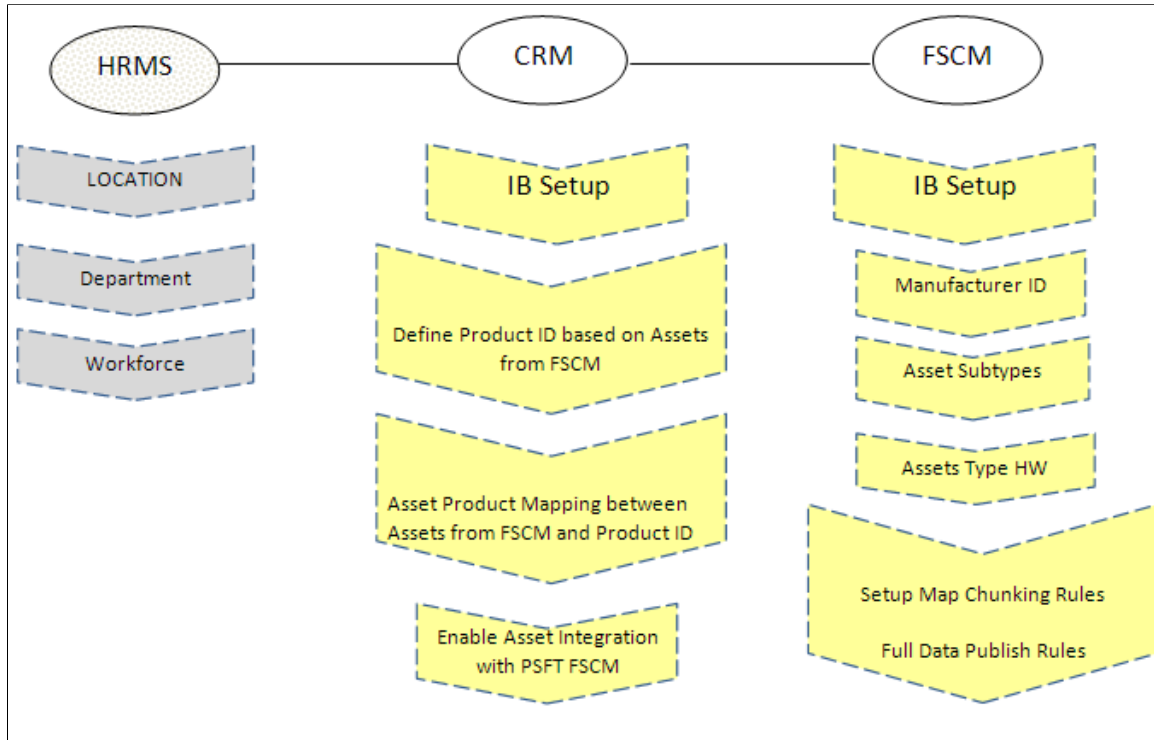 HRMS
CRM
FSCM
LOCATION
Department
Workforce
IB Setup
Define Product ID based on Assets
from FSCM
Asset Product Mapping between
Assets from FSCM and Product ID
Enable Asset Integration
with PSFT FSCM
IB Setup
Manufacturer ID
Asset Subtypes
Assets Type HW
Setup Map Chunking Rules
Full Data Publish Rules